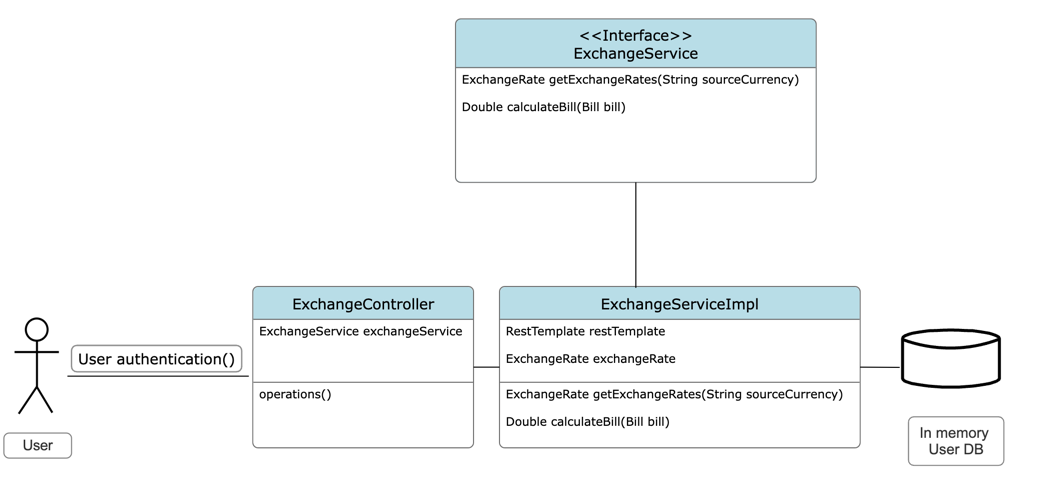 <<Interface>>
ExchangeService
ExchangeRate getExchangeRates(String sourceCurrency)
Double calculateBill(Bill bill)
ExchangeController
ExchangeService exchangeService
operations()
ExchangeServiceImpl
RestTemplate restTemplate
ExchangeRate exchangeRate
ExchangeRate getExchangeRates(String sourceCurrency)
Double calculateBill(Bill bill)
User authentication()
User
In memory
User DB